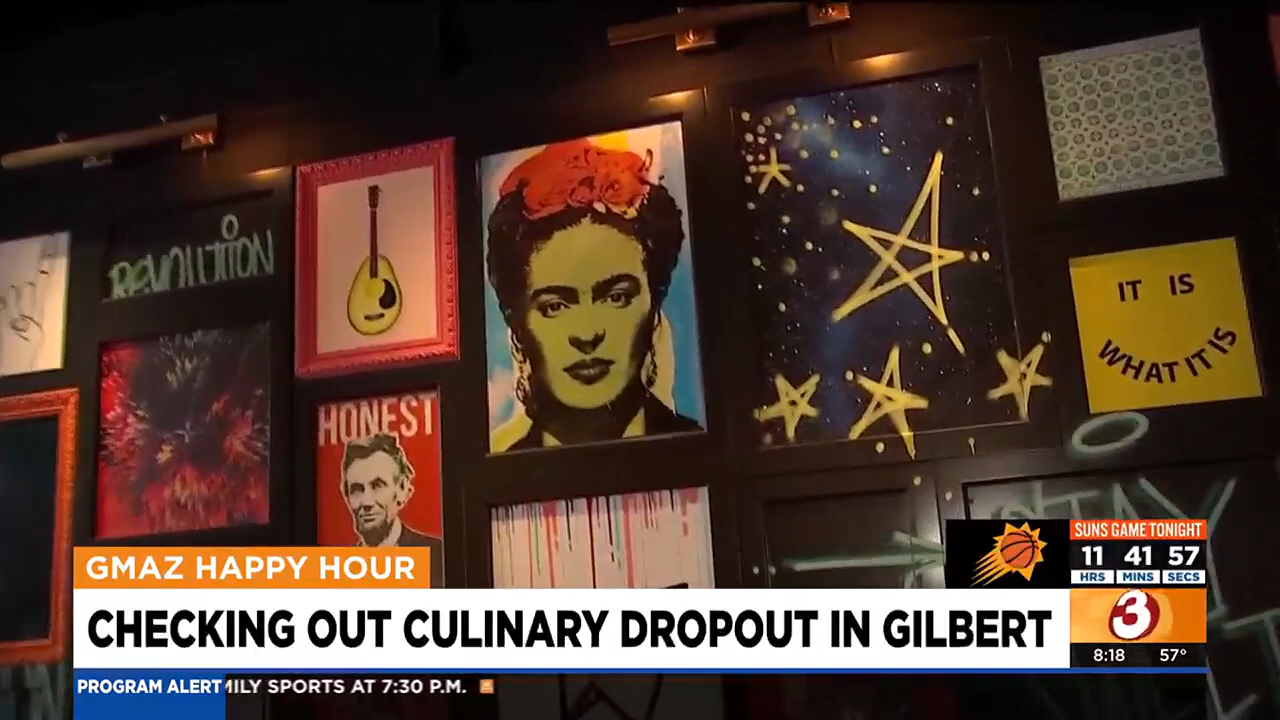 REVOLUTION
HONEST
IT IS
WHAT IT IS
STAY
GMAZ HAPPY HOUR
CHECKING OUT CULINARY DROPOUT IN GILBERT
SUNS GAME TONIGHT
11 41 57
HRS MINS SECS
3
8:18 57°
PROGRAM ALERT MILY SPORTS AT 7:30 P.M.